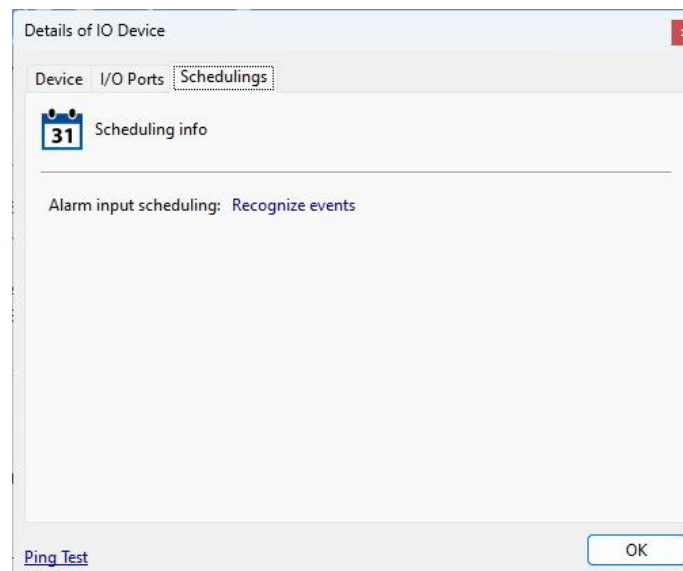 Details of IO Device
Device I/O Ports Schedulings
31 Scheduling info
Alarm input scheduling: Recognize events
Ping Test OK